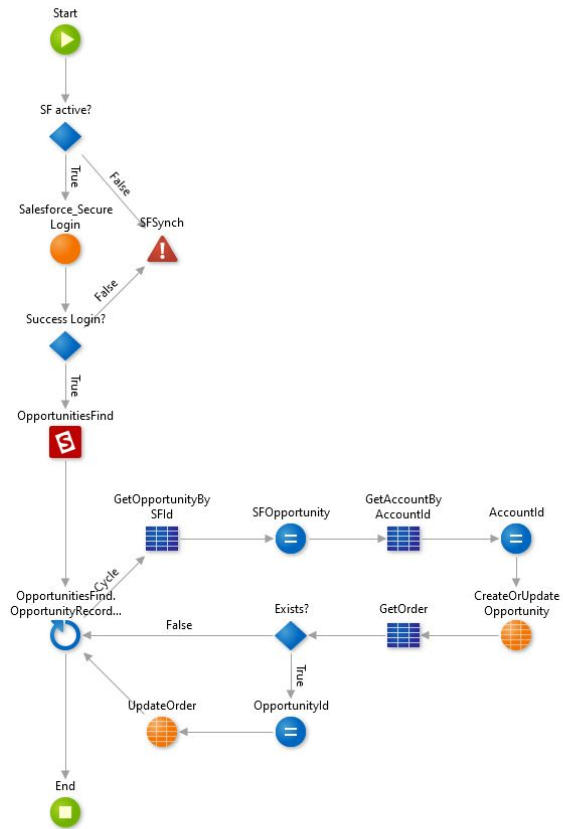 Start
SF active?
True
False
Salesforce_Secure
Login
SFSynch
False
Success Login?
True
OpportunitiesFind
GetOpportunityBy
SFId
SFOpportunity
GetAccountBy
AccountId
AccountId
Cycle
OpportunitiesFind.
OpportunityRecord...
False
Exists?
GetOrder
CreateOrUpdate
Opportunity
True
UpdateOrder
OpportunityId
End